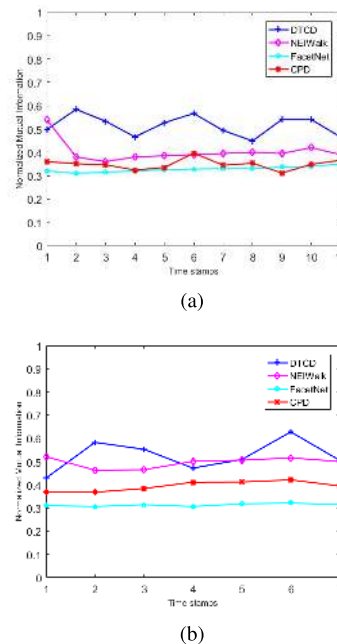 1
0.9
0.8
0.7
0.6
0.5
0.4
0.3
0.2
0.1
0
Normalized Mutual Information
DTCD
NEIWalk
FacetNet
CPD
1 2 3 4 5 6 7 8 9 10
Time stamps
(a)
1
0.9
0.8
0.7
0.6
0.5
0.4
0.3
0.2
0.1
0
Normalized Mutual Information
DTCD
NEIWalk
FacetNet
CPD
1 2 3 4 5 6
Time stamps
(b)